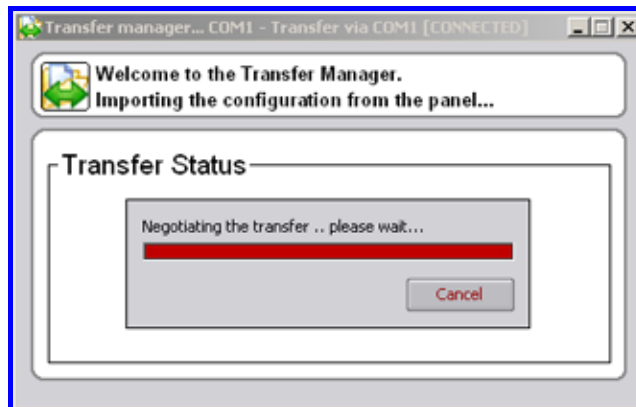 Transfer manager... COM1 - Transfer via COM1 [CONNECTED]
Welcome to the Transfer Manager.
Importing the configuration from the panel...
Transfer Status
Negotiating the transfer .. please wait...
Cancel